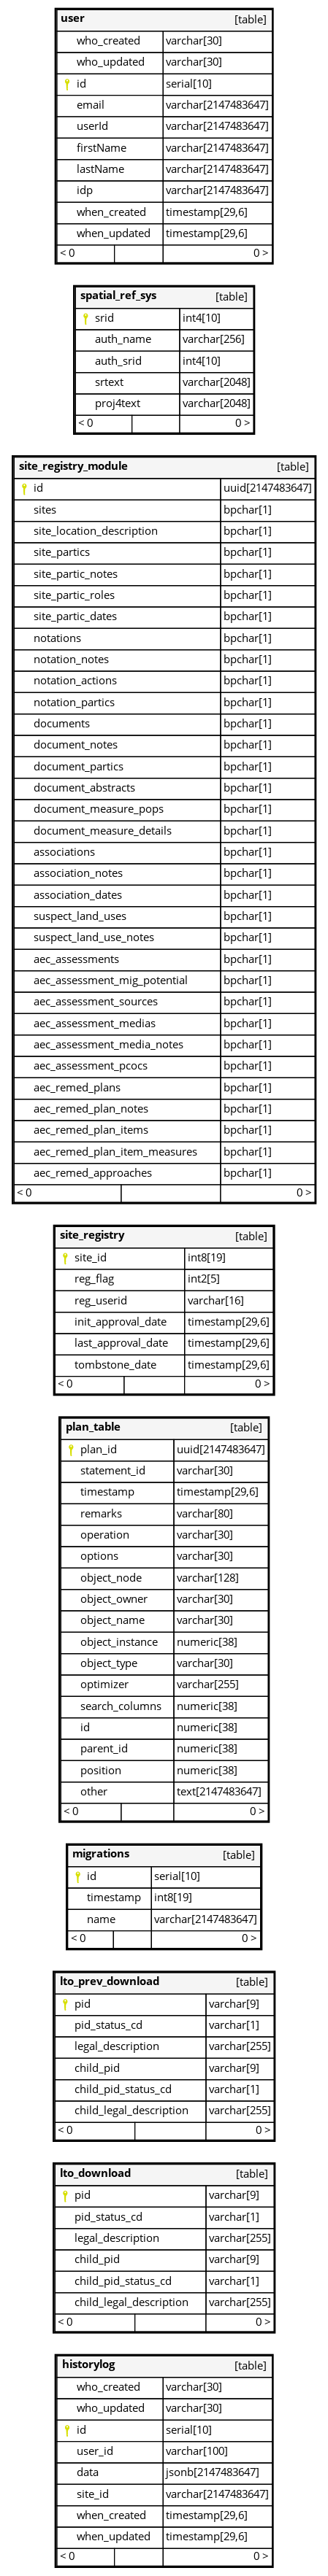 user [table]
who_created varchar[30]
who_updated varchar[30]
id serial[10]
email varchar[2147483647]
userId varchar[2147483647]
firstName varchar[2147483647]
lastName varchar[2147483647]
idp varchar[2147483647]
when_created timestamp[29,6]
when_updated timestamp[29,6]
< 0 0 >
spatial_ref_sys [table]
srid int4[10]
auth_name varchar[256]
auth_srid int4[10]
srtext varchar[2048]
proj4text varchar[2048]
< 0 0 >
site_registry_module [table]
id uuid[2147483647]
sites bpchar[1]
site_location_description bpchar[1]
site_partics bpchar[1]
site_partic_notes bpchar[1]
site_partic_roles bpchar[1]
site_partic_dates bpchar[1]
notations bpchar[1]
notation_notes bpchar[1]
notation_actions bpchar[1]
notation_partics bpchar[1]
documents bpchar[1]
document_notes bpchar[1]
document_partics bpchar[1]
document_abstracts bpchar[1]
document_measure_pops bpchar[1]
document_measure_details bpchar[1]
associations bpchar[1]
association_notes bpchar[1]
association_dates bpchar[1]
suspect_land_uses bpchar[1]
suspect_land_use_notes bpchar[1]
aec_assessments bpchar[1]
aec_assessment_mig_potential bpchar[1]
aec_assessment_sources bpchar[1]
aec_assessment_medias bpchar[1]
aec_assessment_media_notes bpchar[1]
aec_assessment_pcocs bpchar[1]
aec_remed_plans bpchar[1]
aec_remed_plan_notes bpchar[1]
aec_remed_plan_items bpchar[1]
aec_remed_plan_item_measures bpchar[1]
aec_remed_approaches bpchar[1]
< 0 0 >
site_registry [table]
site_id int8[19]
reg_flag int2[5]
reg_userid varchar[16]
init_approval_date timestamp[29,6]
last_approval_date timestamp[29,6]
tombstone_date timestamp[29,6]
< 0 0 >
plan_table [table]
plan_id uuid[2147483647]
statement_id varchar[30]
timestamp timestamp[29,6]
remarks varchar[80]
operation varchar[30]
options varchar[30]
object_node varchar[128]
object_owner varchar[30]
object_name varchar[30]
object_instance numeric[38]
object_type varchar[30]
optimizer varchar[255]
search_columns numeric[38]
id numeric[38]
parent_id numeric[38]
position numeric[38]
other text[2147483647]
< 0 0 >
migrations [table]
id serial[10]
timestamp int8[19]
name varchar[2147483647]
< 0 0 >
lto_prev_download [table]
pid varchar[9]
pid_status_cd varchar[1]
legal_description varchar[255]
child_pid varchar[9]
child_pid_status_cd varchar[1]
child_legal_description varchar[255]
< 0 0 >
lto_download [table]
pid varchar[9]
pid_status_cd varchar[1]
legal_description varchar[255]
child_pid varchar[9]
child_pid_status_cd varchar[1]
child_legal_description varchar[255]
< 0 0 >
historylog [table]
who_created varchar[30]
who_updated varchar[30]
id serial[10]
user_id varchar[100]
data jsonb[2147483647]
site_id varchar[2147483647]
when_created timestamp[29,6]
when_updated timestamp[29,6]
< 0 0 >